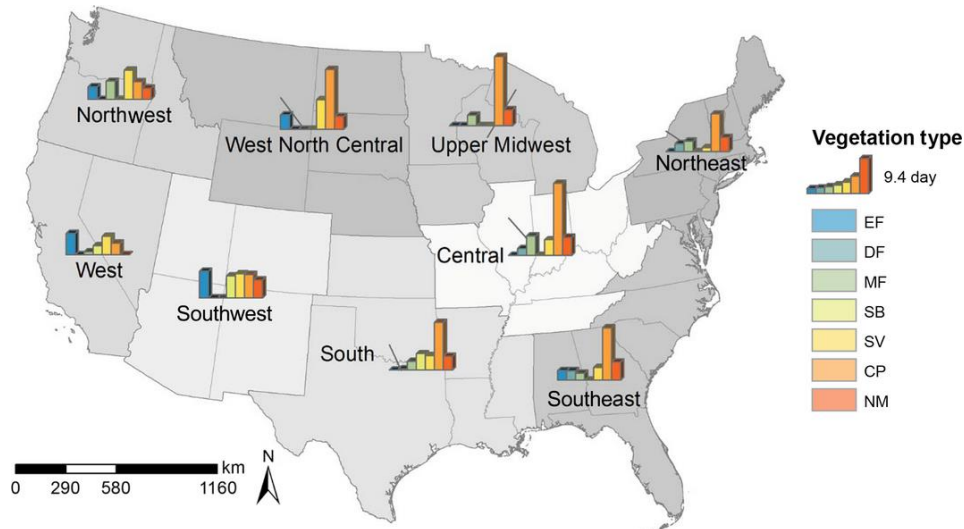 Northwest
West North Central
Upper Midwest
Northeast
Vegetation type
9.4 day
EF
DF
MF
SB
SV
CP
NM
Central
West
Southwest
South
Southeast
km
0 290 580 1160
N